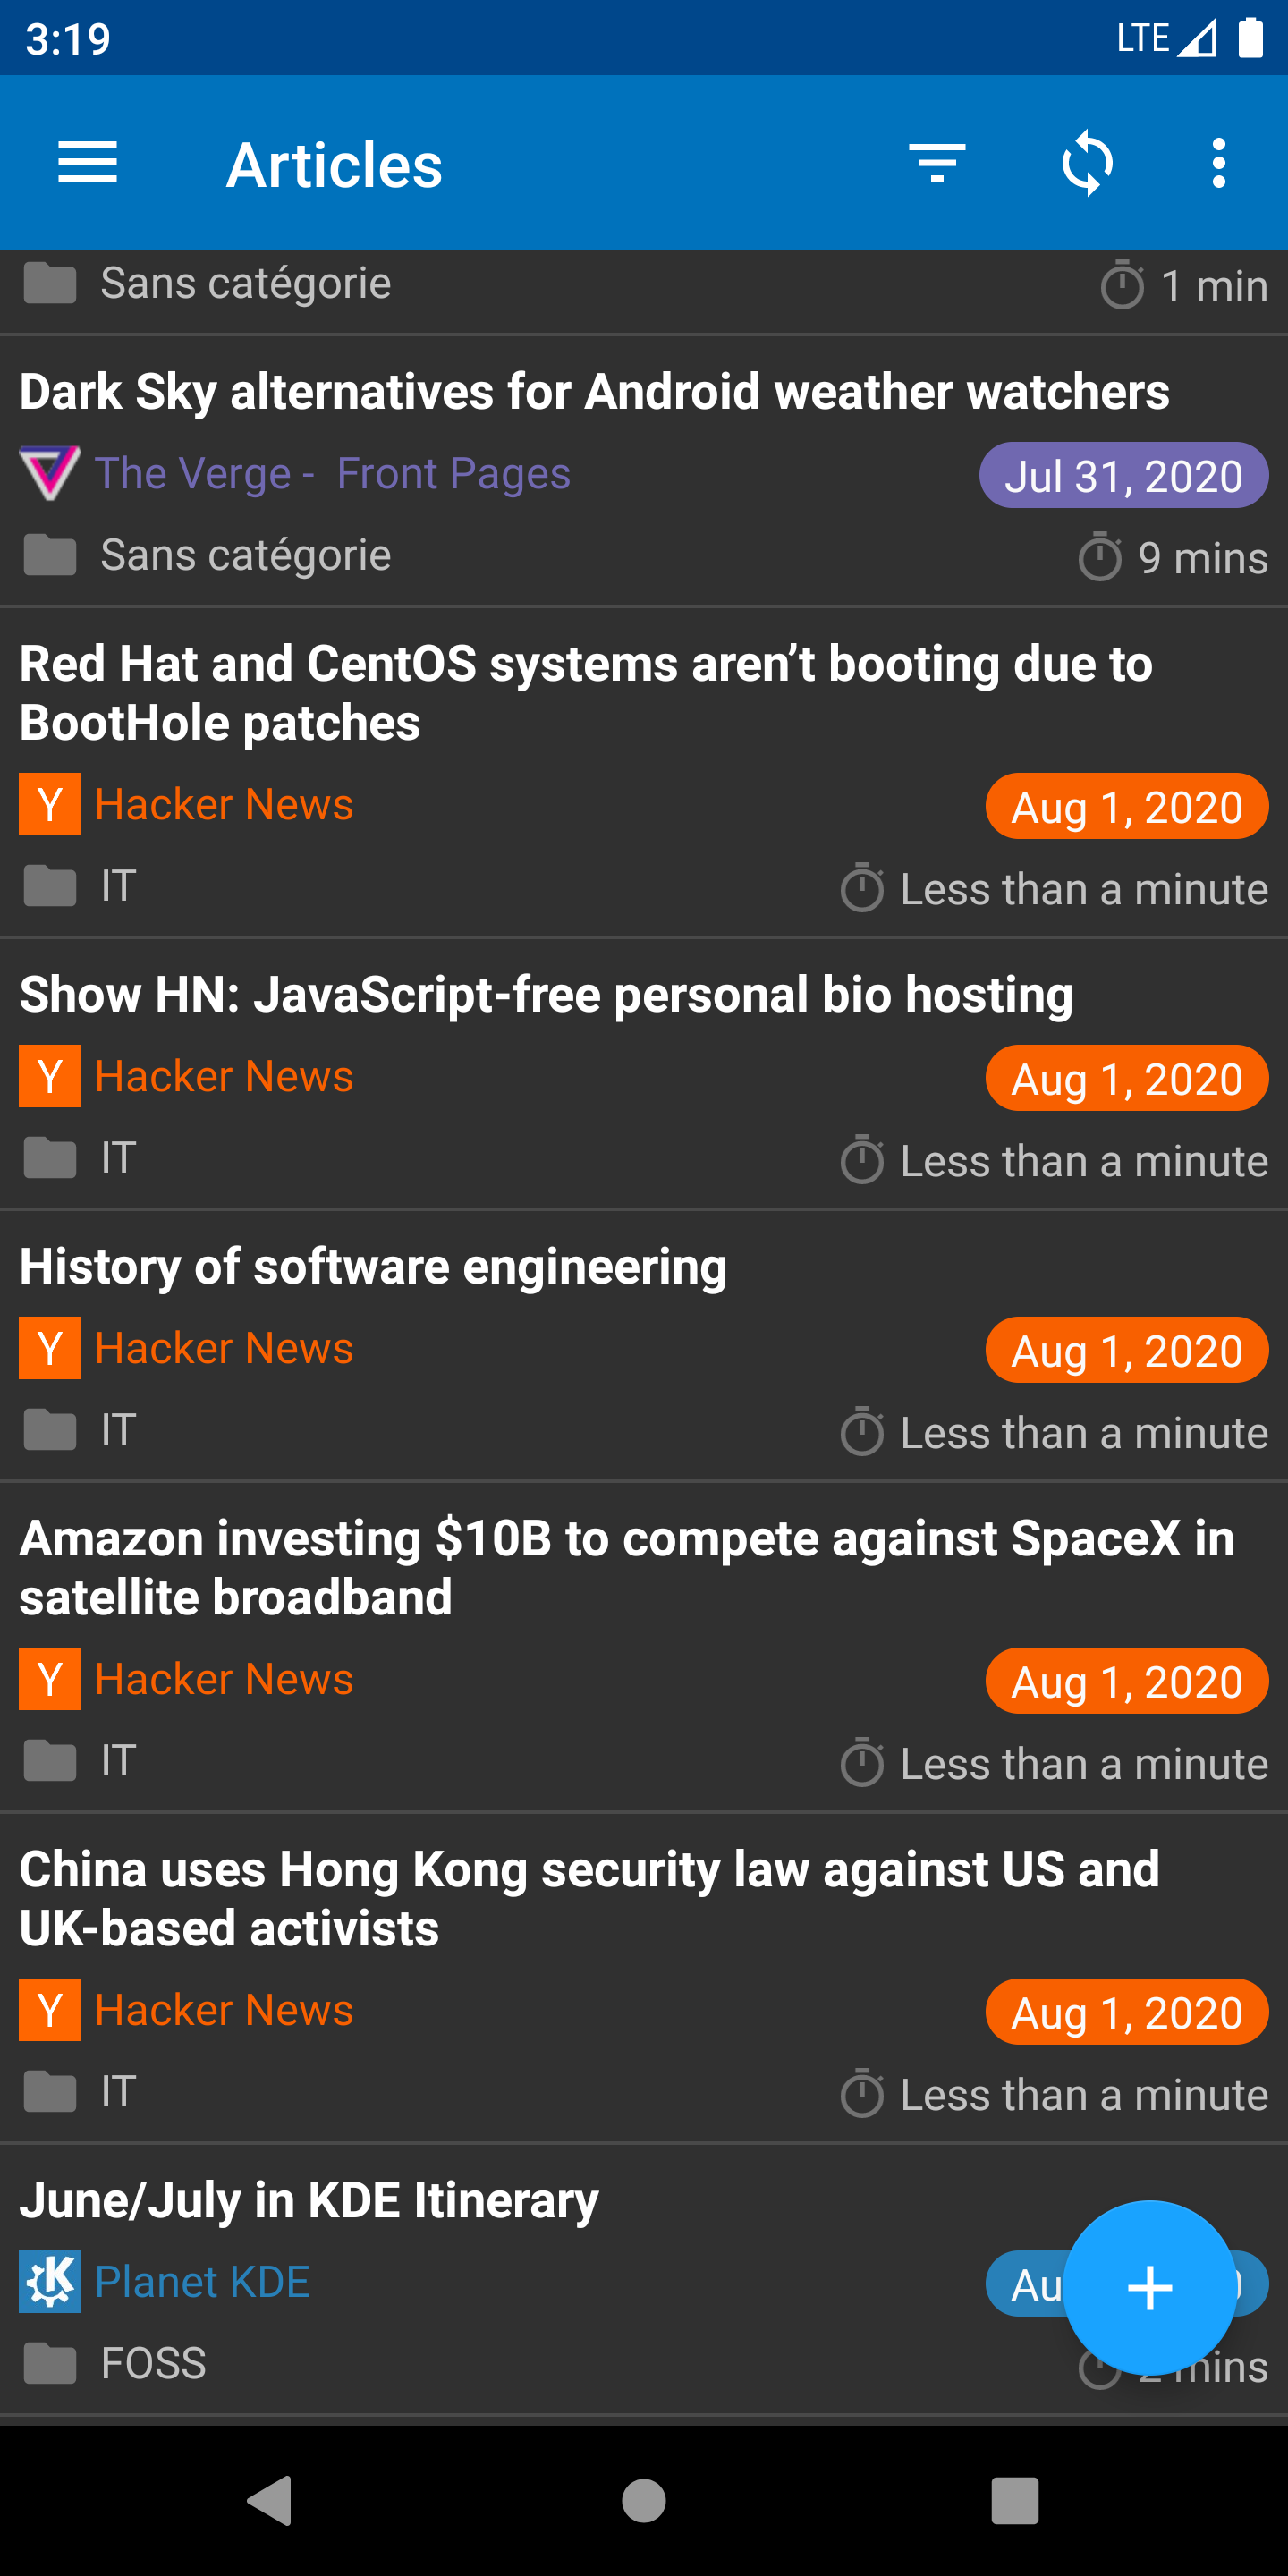 3:19 LTE
Articles
Sans catégorie 1 min
Dark Sky alternatives for Android weather watchers
The Verge - Front Pages Jul 31, 2020
Sans catégorie 9 mins
Red Hat and CentOS systems aren’t booting due to
BootHole patches
Y Hacker News Aug 1, 2020
IT Less than a minute
Show HN: JavaScript-free personal bio hosting
Y Hacker News Aug 1, 2020
IT Less than a minute
History of software engineering
Y Hacker News Aug 1, 2020
IT Less than a minute
Amazon investing $10B to compete against SpaceX in
satellite broadband
Y Hacker News Aug 1, 2020
IT Less than a minute
China uses Hong Kong security law against US and
UK-based activists
Y Hacker News Aug 1, 2020
IT Less than a minute
June/July in KDE Itinerary
Planet KDE
FOSS mins